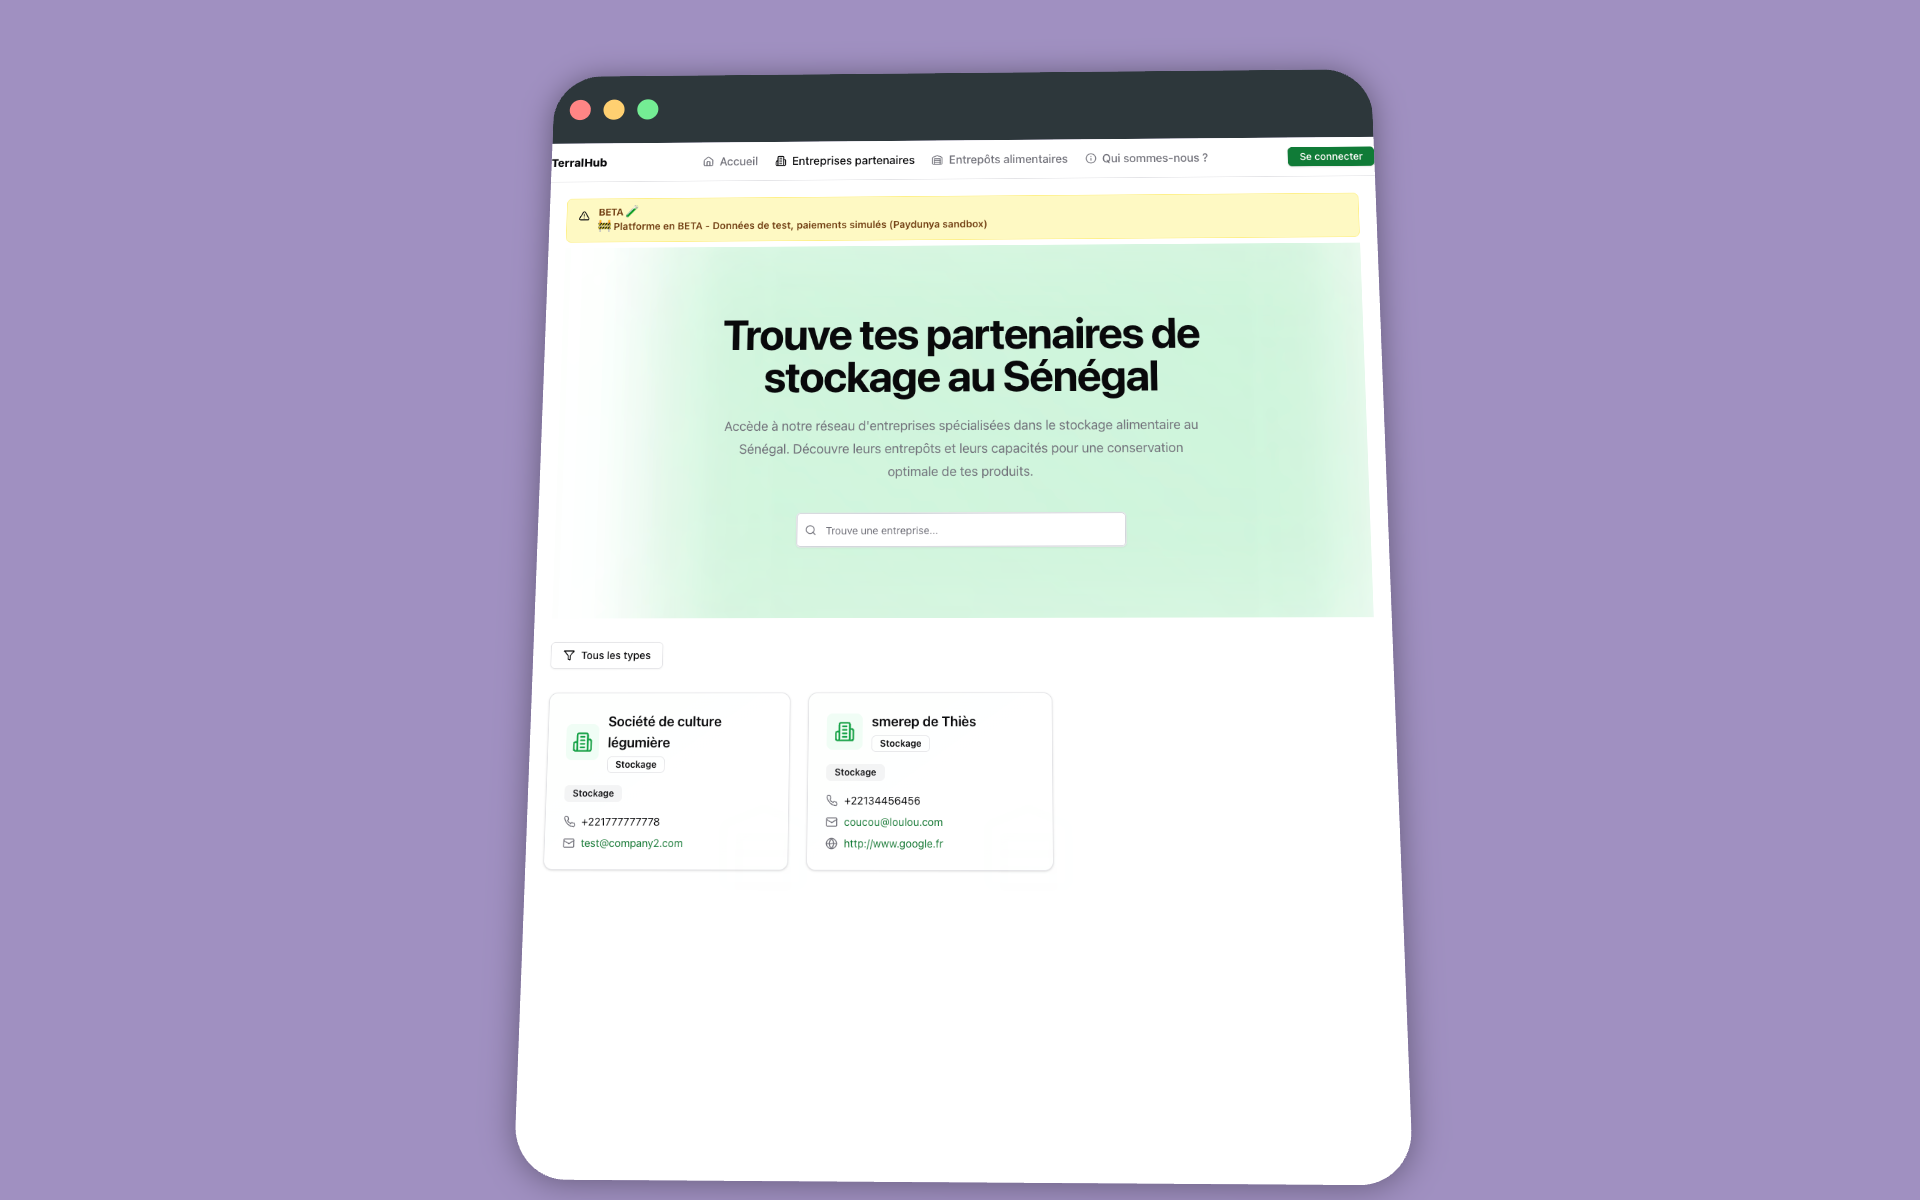 TerralHub
Accueil
Entreprises partenaires
Entrepôts alimentaires
Qui sommes-nous ?
Se connecter
BETA 🧪
🚧 Platforme en BETA - Données de test, paiements simulés (Paydunya sandbox)
Trouve tes partenaires de
stockage au Sénégal
Accède à notre réseau d'entreprises spécialisées dans le stockage alimentaire au
Sénégal. Découvre leurs entrepôts et leurs capacités pour une conservation
optimale de tes produits.
Trouve une entreprise...
Tous les types
Société de culture
légumière
Stockage
Stockage
+221777777778
test@company2.com
smerep de Thiès
Stockage
Stockage
+22134456456
coucou@loulou.com
http://www.google.fr